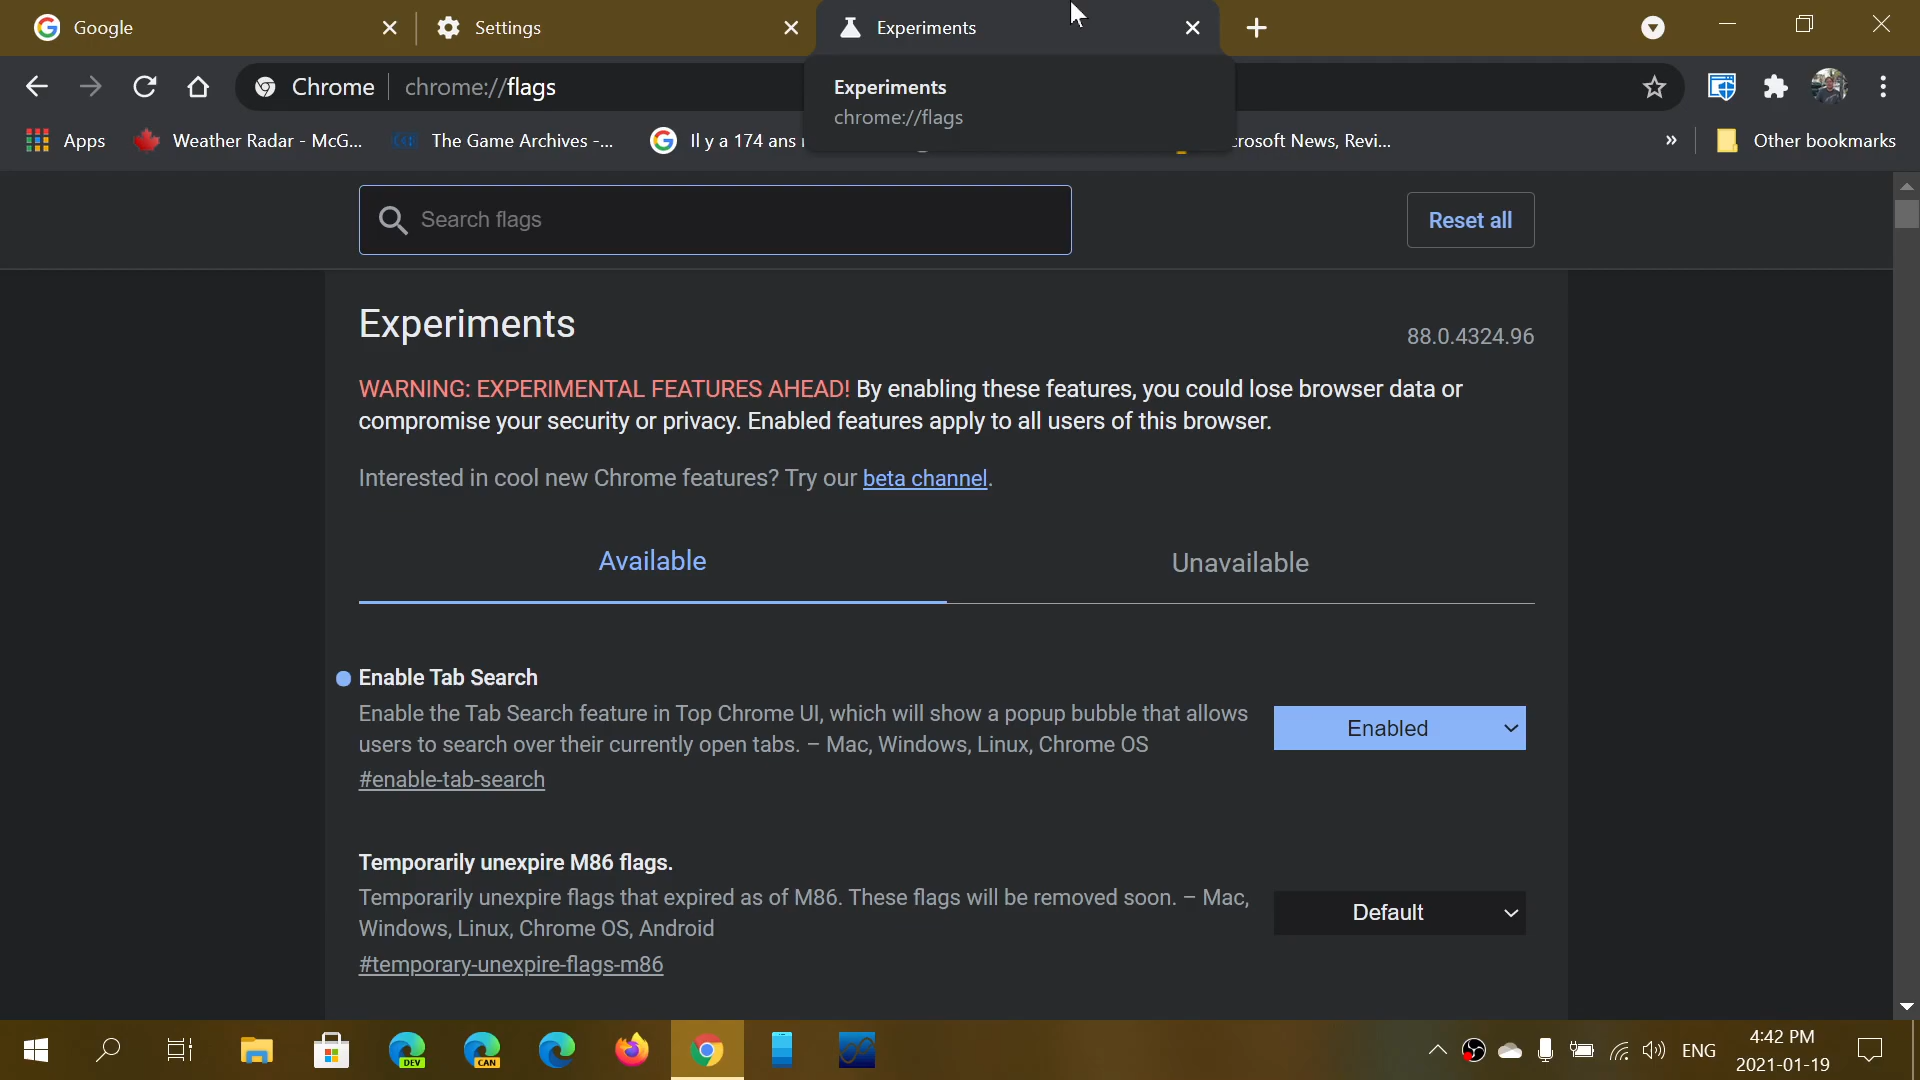 Google
Settings
Experiments
Chrome
chrome://flags
Experiments
chrome://flags
Apps
Weather Radar - McG...
The Game Archives -...
Il y a 174 ans
crosoft News, Revi...
»
Other bookmarks
Search flags
Reset all
Experiments
88.0.4324.96
WARNING: EXPERIMENTAL FEATURES AHEAD! By enabling these features, you could lose browser data or
compromise your security or privacy. Enabled features apply to all users of this browser.
Interested in cool new Chrome features? Try our beta channel.
Available
Unavailable
Enable Tab Search
Enable the Tab Search feature in Top Chrome UI, which will show a popup bubble that allows
users to search over their currently open tabs. – Mac, Windows, Linux, Chrome OS
#enable-tab-search
Enabled
Temporarily unexpire M86 flags.
Temporarily unexpire flags that expired as of M86. These flags will be removed soon. – Mac,
Windows, Linux, Chrome OS, Android
#temporary-unexpire-flags-m86
Default
DEV
CAN
ENG
4:42 PM
2021-01-19